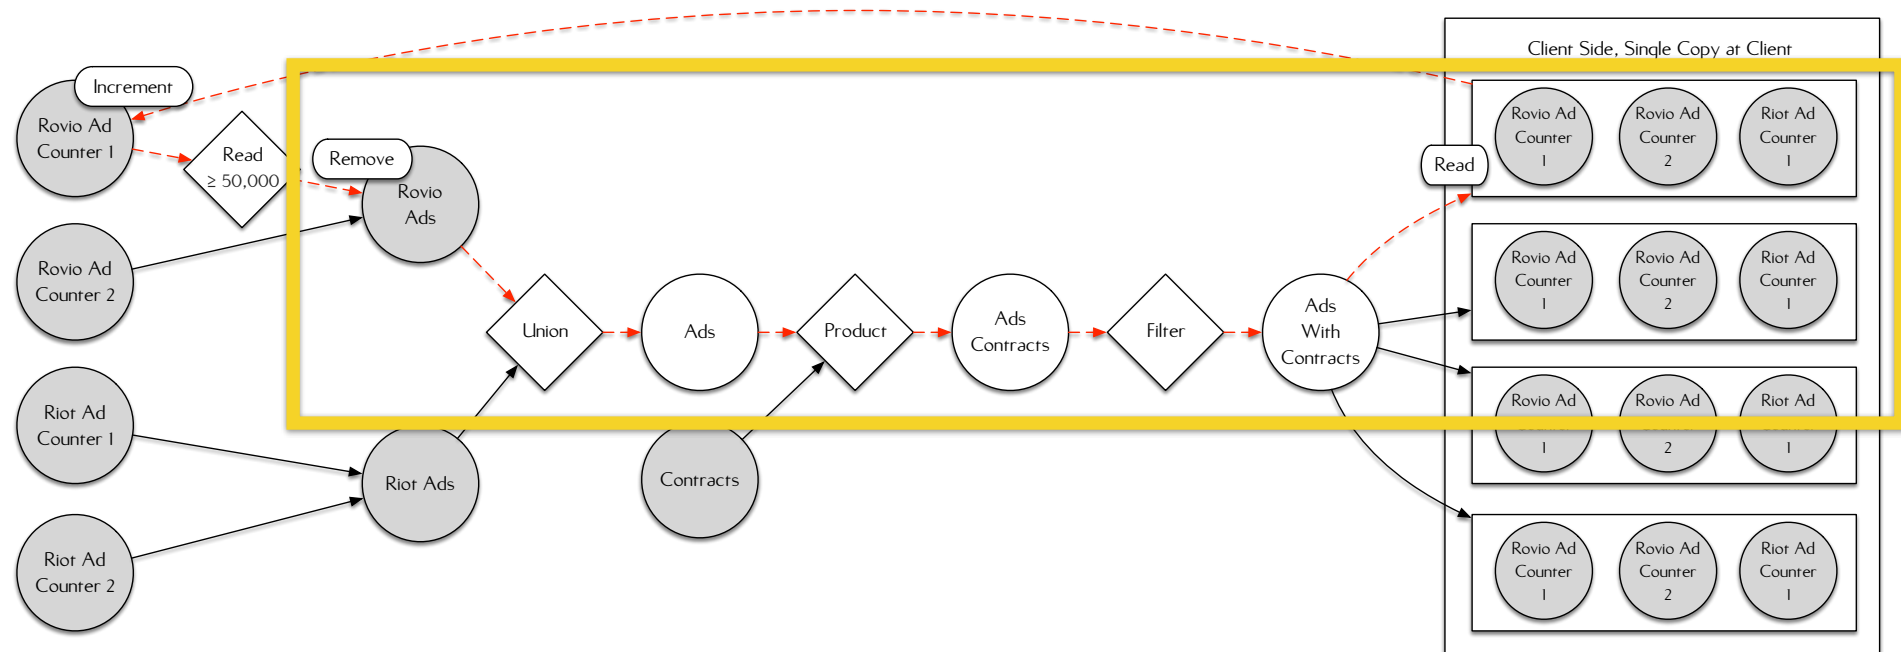 Client Side, Single Copy at Client
Increment
Rovio Ad
Counter 1
Read
≥ 50,000
Remove
Rovio
Ads
Rovio Ad
Counter 2
Union
Ads
Product
Ads
Contracts
Filter
Ads
With
Contracts
Read
Riot Ad
Counter 1
Riot Ads
Contracts
Riot Ad
Counter 2
Rovio Ad
Counter
1
Rovio Ad
Counter
2
Riot Ad
Counter
1
Rovio Ad
Counter
1
Rovio Ad
Counter
2
Riot Ad
Counter
1
Rovio Ad
1
Rovio Ad
2
Riot Ad
1
Rovio Ad
Counter
1
Rovio Ad
Counter
2
Riot Ad
Counter
1